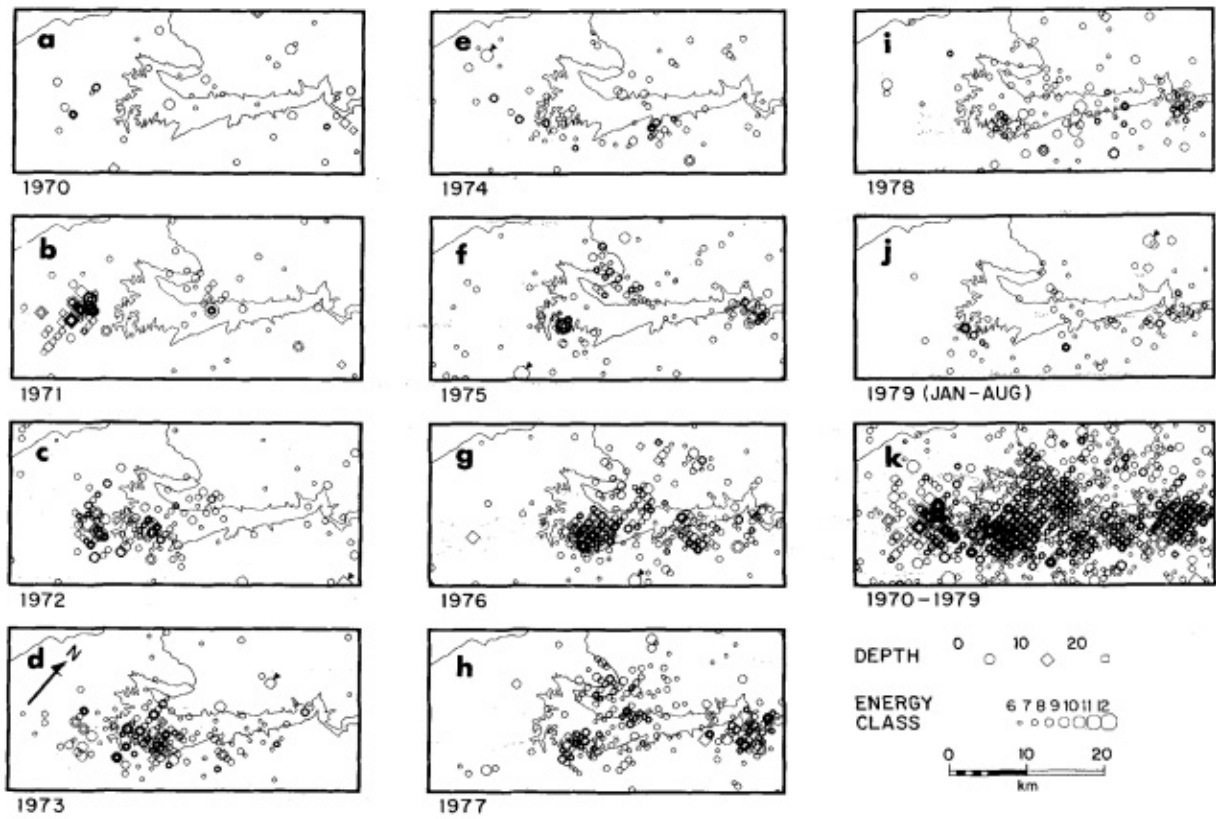 a
1970
b
1971
c
1972
d
N
1973
e
1974
f
1975
g
1976
h
1977
i
1978
j
1979 (JAN-AUG)
k
1970-1979
0 10 20
DEPTH
ENERGY 6 7 8 9 10 11 12
CLASS
0 10 20
km